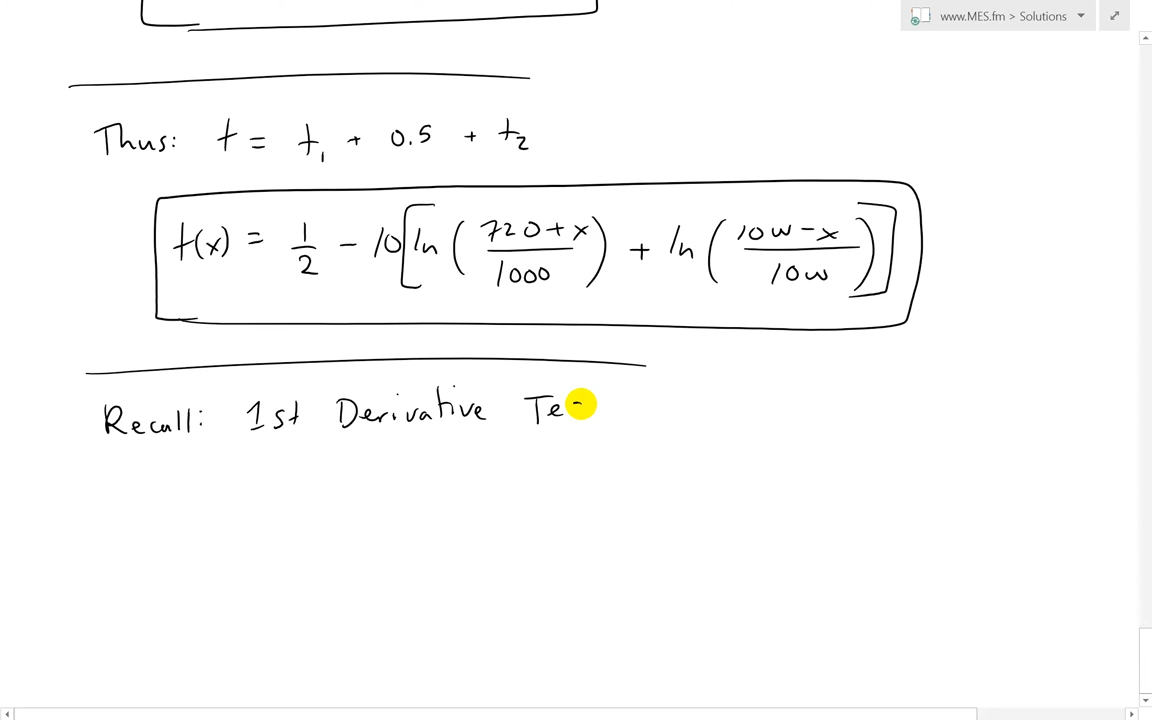 www.MES.fm > Solutions
Thus: t = t₁ + 0.5 + t₂
t(x) = 1/2 - 10[ln(720+x/1000) + ln(10w-x/10w)]
Recall: 1st Derivative Te